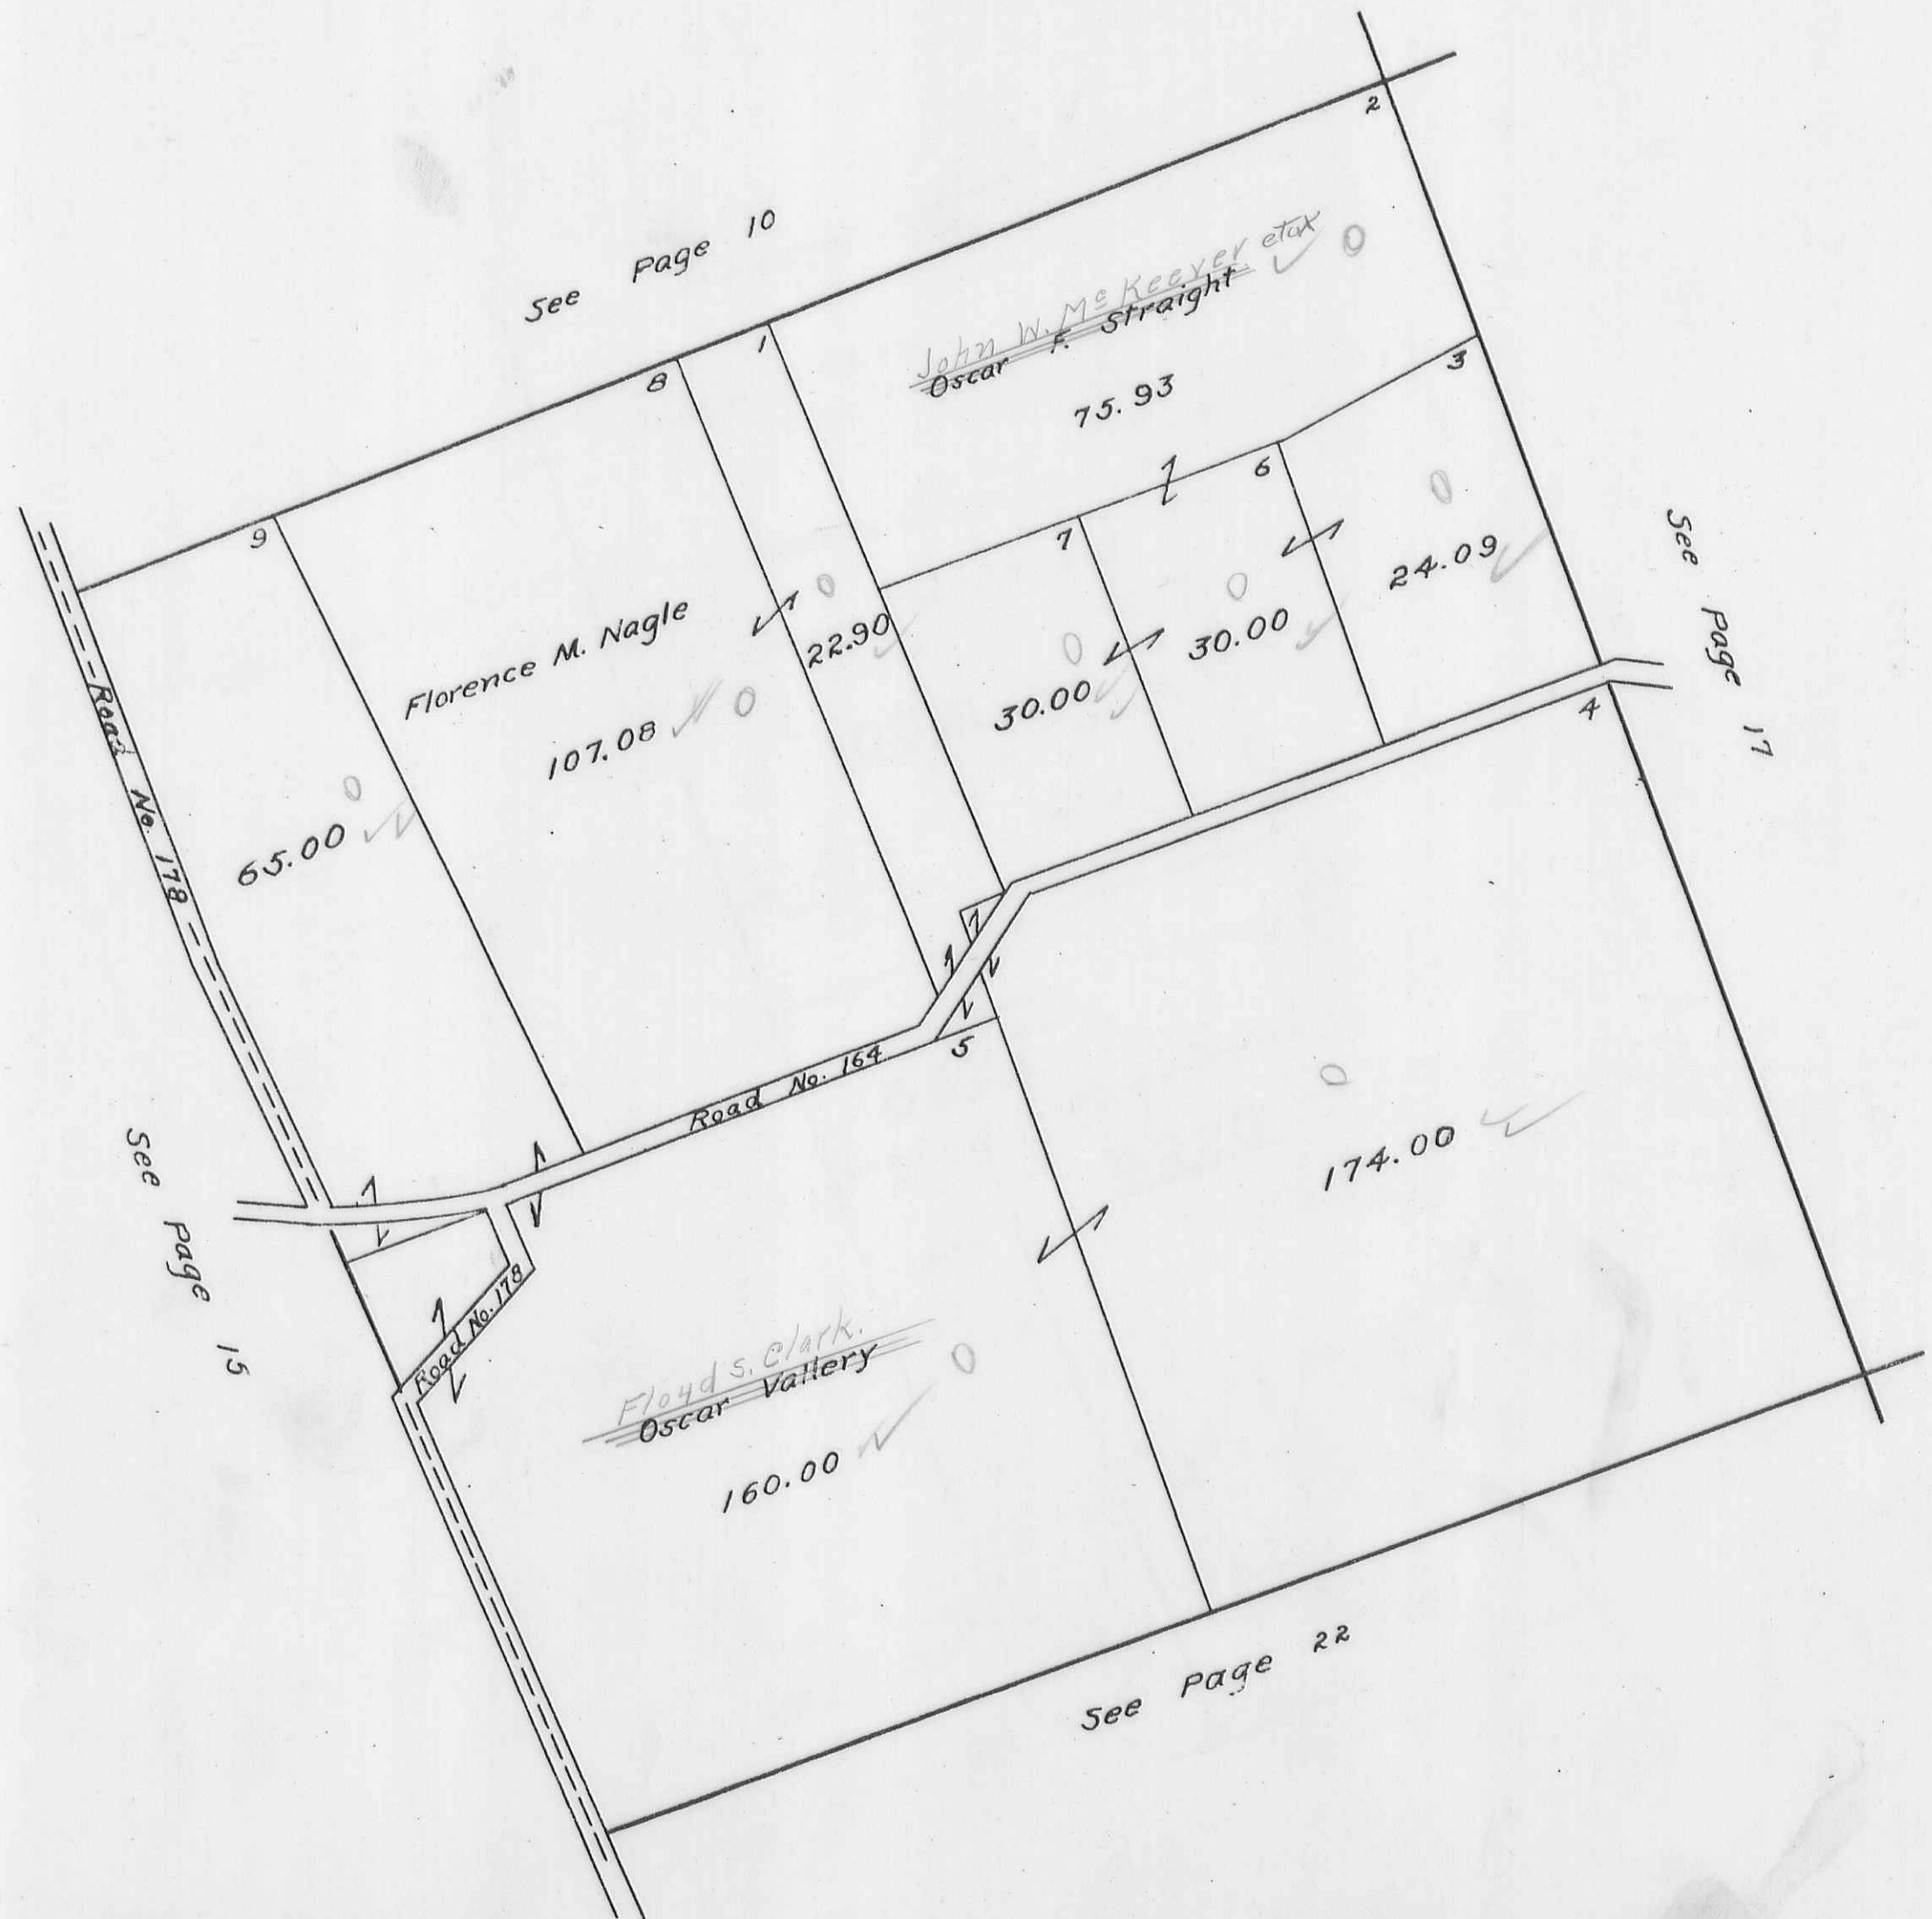 See Page 10
2
John W. McKeever etux
Oscar F. Straight
75.93
1
8
3
9
6
7
24.09
30.00
30.00
22.90
Florence M. Nagle
107.08
65.00
Road No. 178
See Page 17
4
174.00
5
Road No. 164
Road No. 178
See Page 15
Floyd S. Clark.
Oscar Vallery
160.00
See Page 22